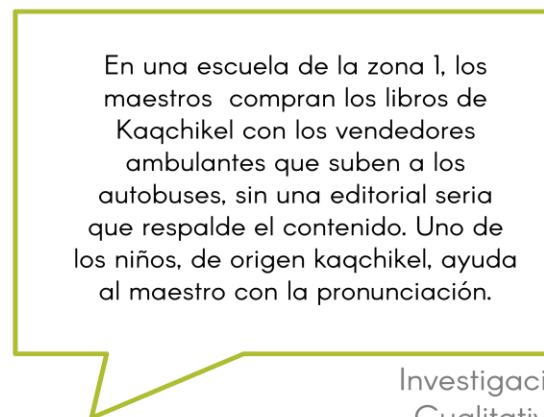 En una escuela de la zona 1, los
maestros compran los libros de
Kaqchikel con los vendedores
ambulantes que suben a los
autobuses, sin una editorial seria
que respalde el contenido. Uno de
los niños, de origen kaqchikel, ayuda
al maestro con la pronunciación.